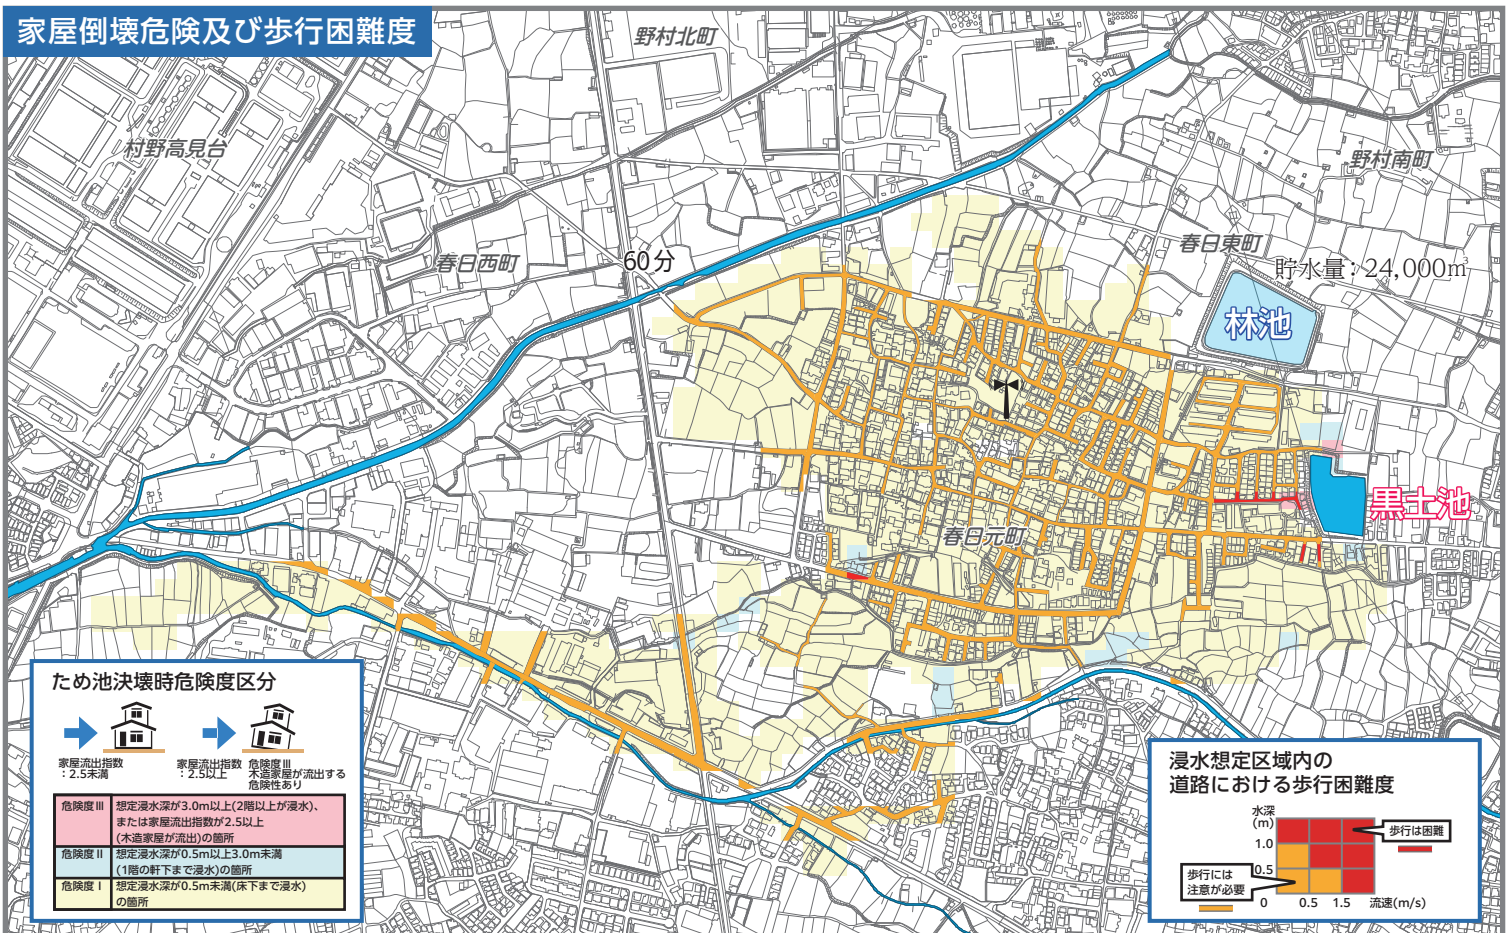 家屋倒壊危険及び歩行困難度
野村北町
村野高見台
野村南町
春日西町
60分
春日東町
貯水量：24,000m³
林池
黒土池
春日元町
ため池決壊時危険度区分
家屋流出指数
：2.5未満
家屋流出指数
：2.5以上
危険度Ⅲ
木造家屋が流出する
危険性あり
危険度Ⅲ 想定浸水深が3.0m以上(2階以上が浸水)、
または家屋流出指数が2.5以上
(木造家屋が流出)の箇所
危険度Ⅱ 想定浸水深が0.5m以上3.0m未満
(1階の軒下まで浸水)の箇所
危険度Ⅰ 想定浸水深が0.5m未満(床下まで浸水)
の箇所
浸水想定区域内の
道路における歩行困難度
水深
(m)
1.0
0.5
0 0.5 1.5 流速(m/s)
歩行は困難
歩行には
注意が必要